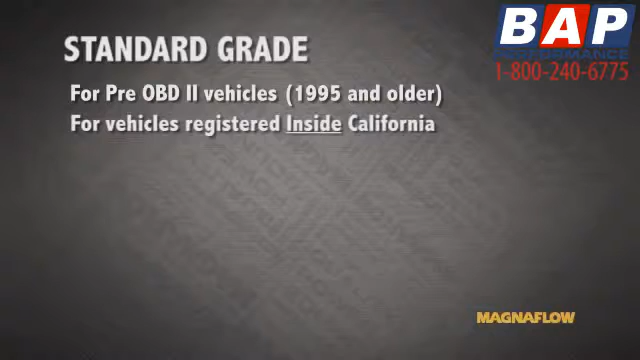 STANDARD GRADE
For Pre OBD II vehicles (1995 and older)
For vehicles registered Inside California
BAP
PERFORMANCE
1-800-240-6775
MAGNAFLOW